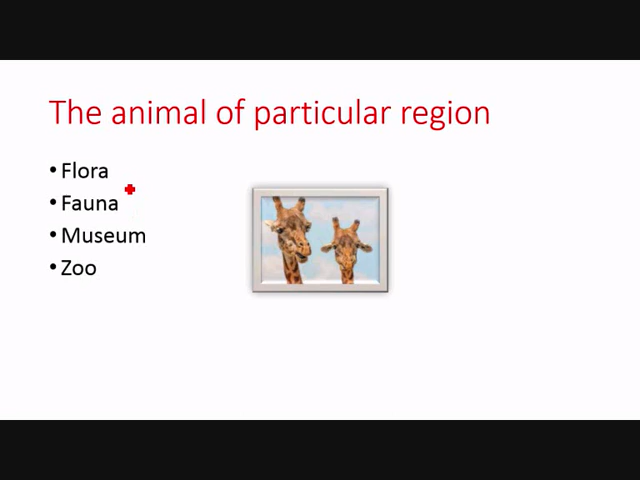 The animal of particular region
• Flora
• Fauna
• Museum
• Zoo